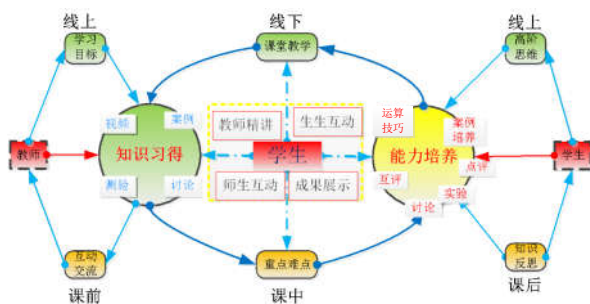 线上
线下
线上
学习
目标
课堂教学
高阶
思维
视频
案例
教师精讲
生生互动
运算
技巧
案例
培养
教师
知识习得
学生
能力培养
点评
学生
测验
讨论
师生互动
成果展示
互评
实验
讨论
互动
交流
重点难点
知识
反思
课前
课中
课后